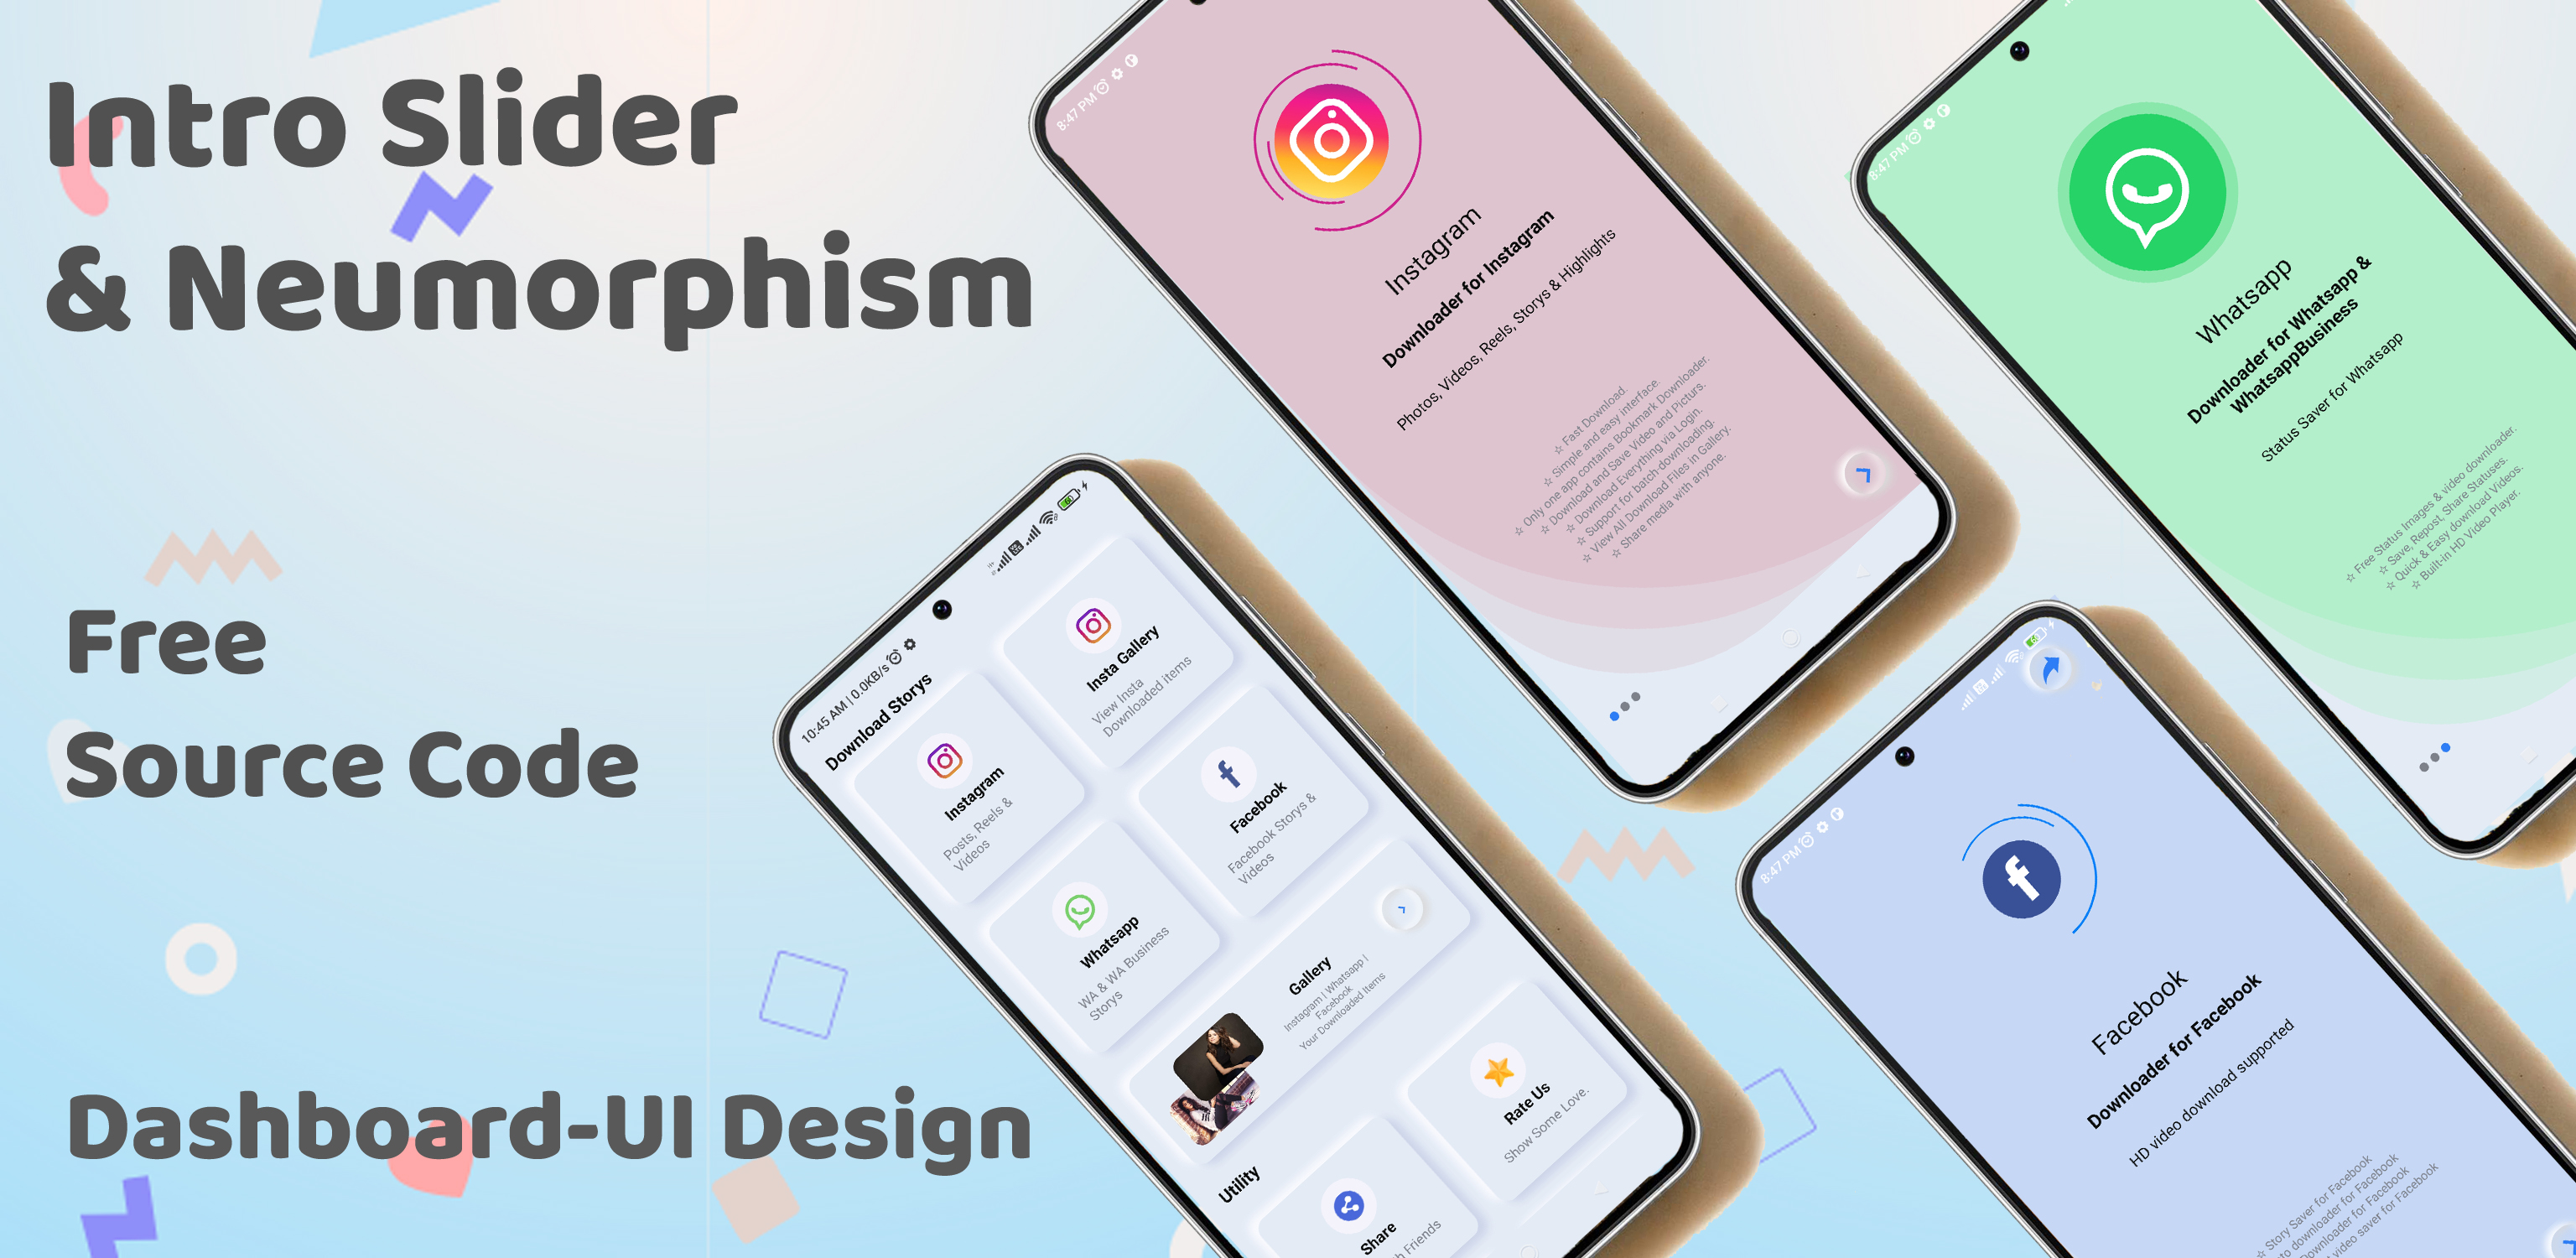 Intro Slider
& Neumorphism
Free
Source Code
Dashboard-UI Design
8:47 PM
Instagram
Downloader for Instagram
Photos, Videos, Reels, Storys & Highlights
☆ Fast Download.
☆ Simple and easy interface.
☆ Only one app contains Bookmark Downloader.
☆ Download and Save Video and Picturs.
☆ Download Everything via Login.
☆ Support for batch downloading.
☆ View All Download Files in Gallery.
☆ Share media with anyone.
8:47 PM
Whatsapp
Downloader for Whatsapp &
WhatsappBusiness
Status Saver for Whatsapp
☆ Free Status Images & video downloader.
☆ Save, Repost, Share Statuses.
☆ Quick & Easy download Videos.
☆ Built-in HD Video Player.
10:45 AM | 0.0KB/s
60
Download Storys
Instagram
Posts, Reels &
Videos
Insta Gallery
View Insta
Downloaded items
Whatsapp
WA & WA Business
Storys
Facebook
Facebook Storys &
Videos
Gallery
Instagram | Whatsapp |
Facebook
Your Downloaded Items
Utility
Share
Friends
Rate Us
Show Some Love.
8:47 PM
Facebook
Downloader for Facebook
HD video download supported
☆ Story Saver for Facebook
downloader for Facebook
Downloader for Facebook
video saver for Facebook